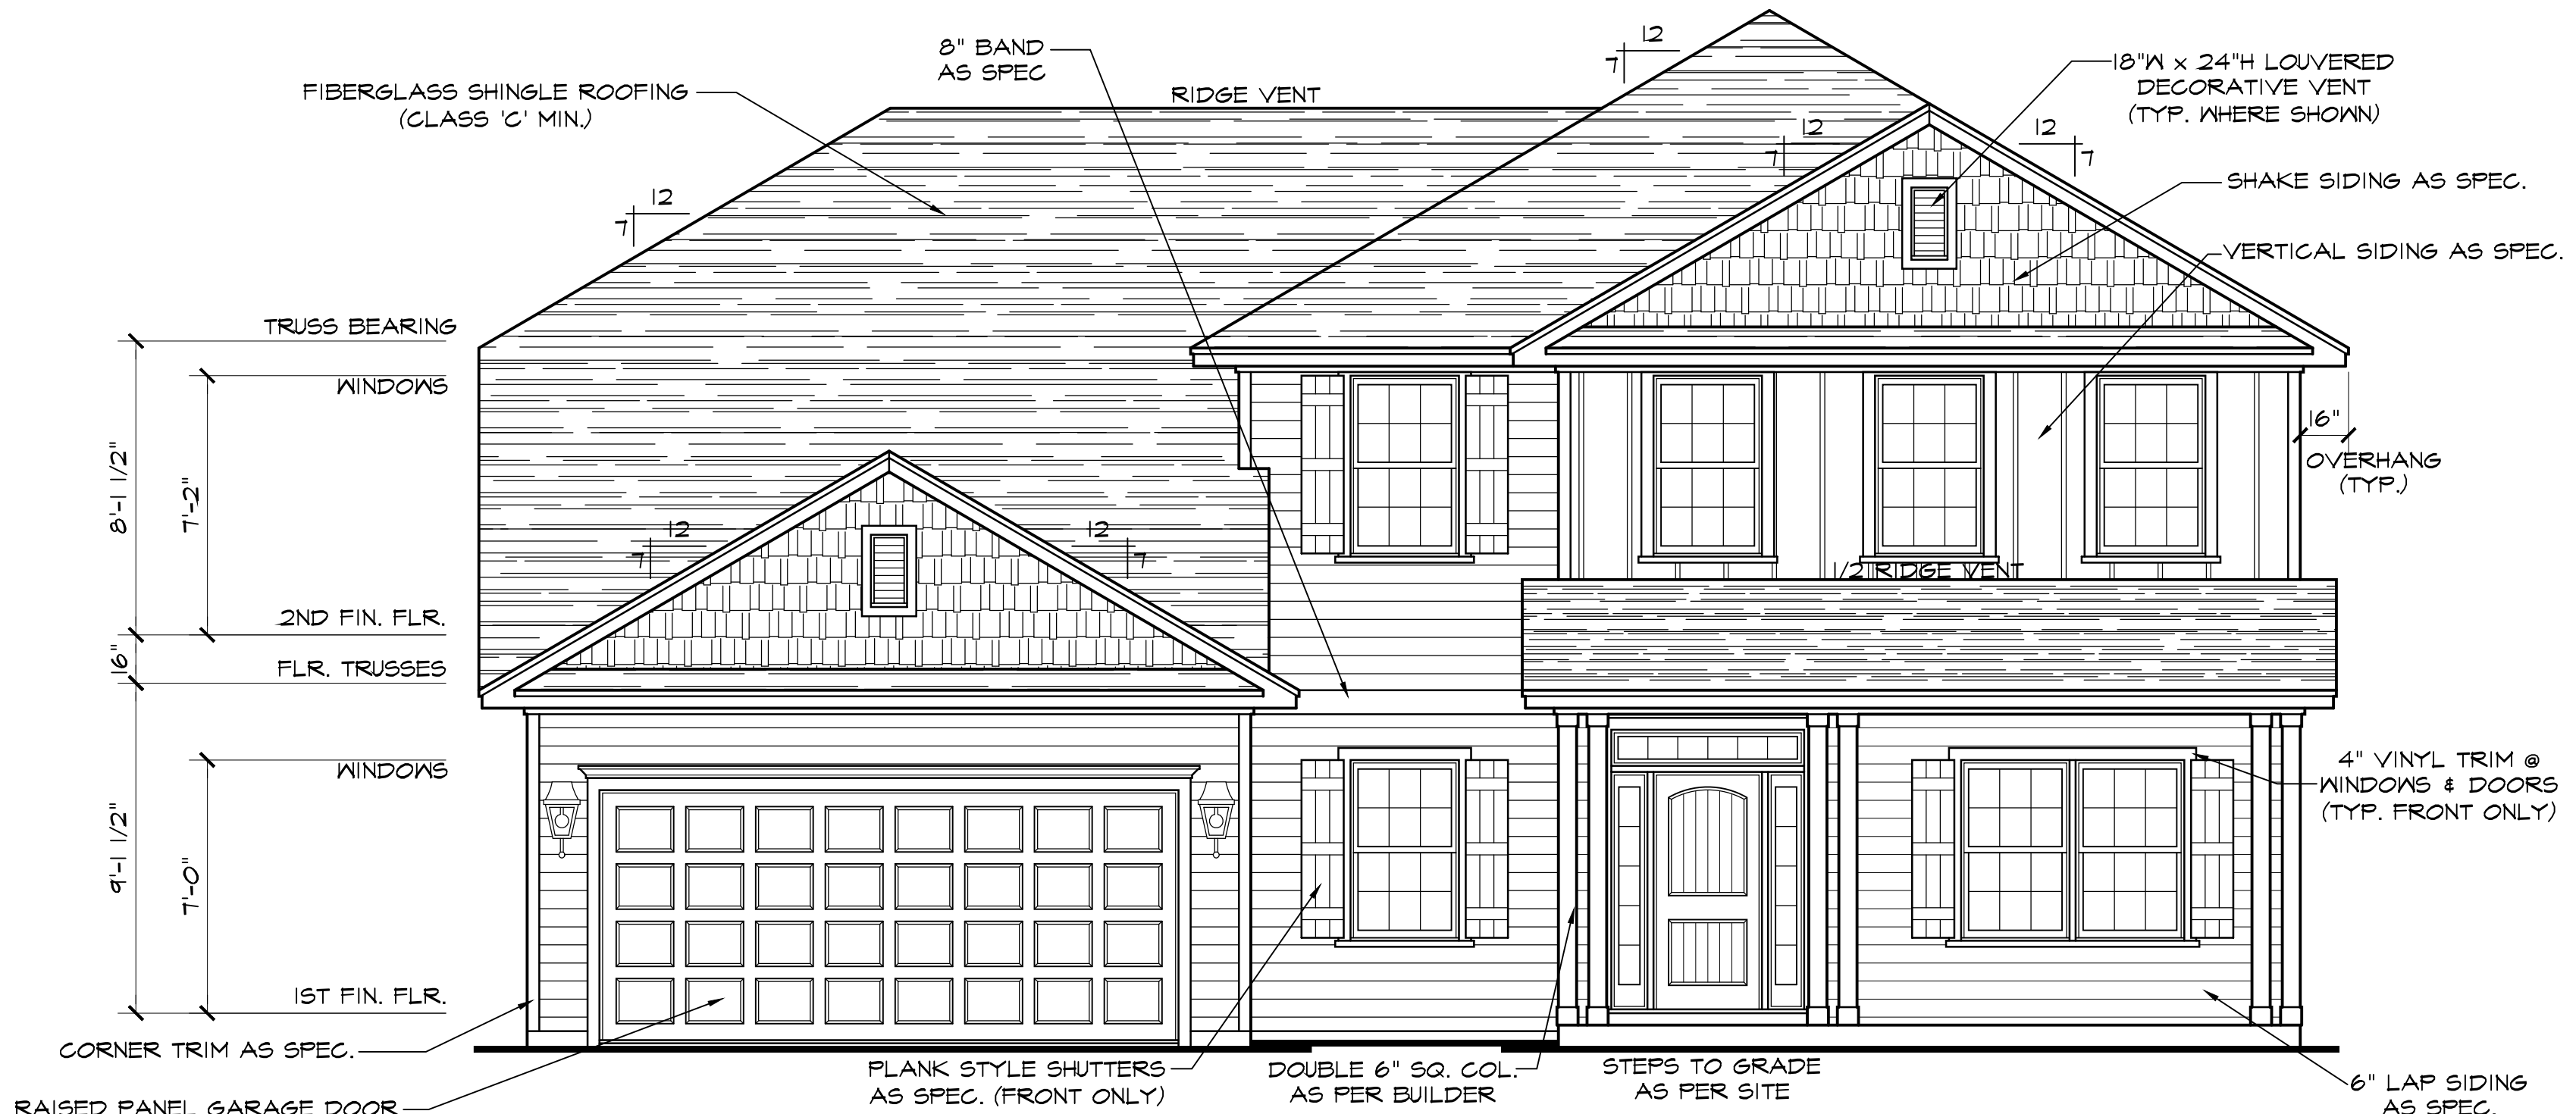 8" BAND
AS SPEC
FIBERGLASS SHINGLE ROOFING
(CLASS 'C' MIN.)
RIDGE VENT
12
7
18"W x 24"H LOUVERED
DECORATIVE VENT
(TYP. WHERE SHOWN)
12
7
12
7
SHAKE SIDING AS SPEC.
12
7
VERTICAL SIDING AS SPEC.
TRUSS BEARING
WINDOWS
8'-1 1/2"
7'-2"
16"
OVERHANG
(TYP.)
12
7
12
7
1/2 RIDGE VENT
2ND FIN. FLR.
16"
FLR. TRUSSES
WINDOWS
9'-1 1/2"
7'-0"
4" VINYL TRIM @
WINDOWS & DOORS
(TYP. FRONT ONLY)
1ST FIN. FLR.
CORNER TRIM AS SPEC.
PLANK STYLE SHUTTERS
AS SPEC. (FRONT ONLY)
DOUBLE 6" SQ. COL.
AS PER BUILDER
STEPS TO GRADE
AS PER SITE
6" LAP SIDING
AS SPEC.
RAISED PANEL GARAGE DOOR